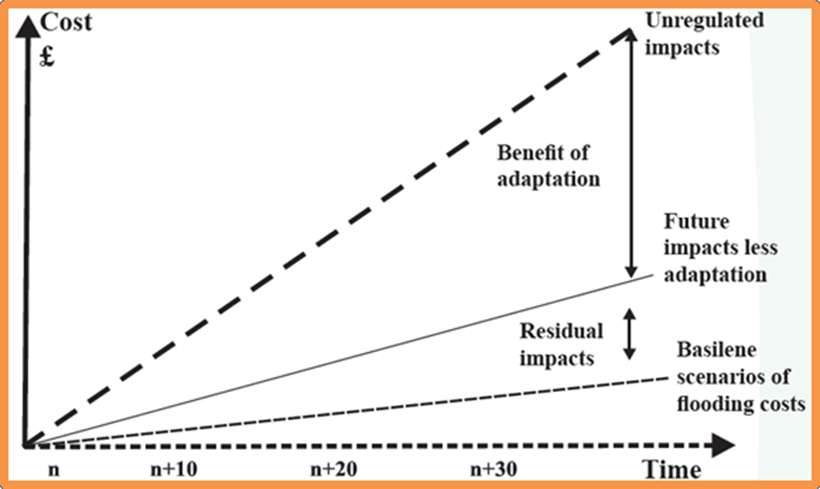 Cost
£
Unregulated
impacts
Benefit of
adaptation
Future
impacts less
adaptation
Residual
impacts
Basilene
scenarios of
flooding costs
n
n+10
n+20
n+30
Time